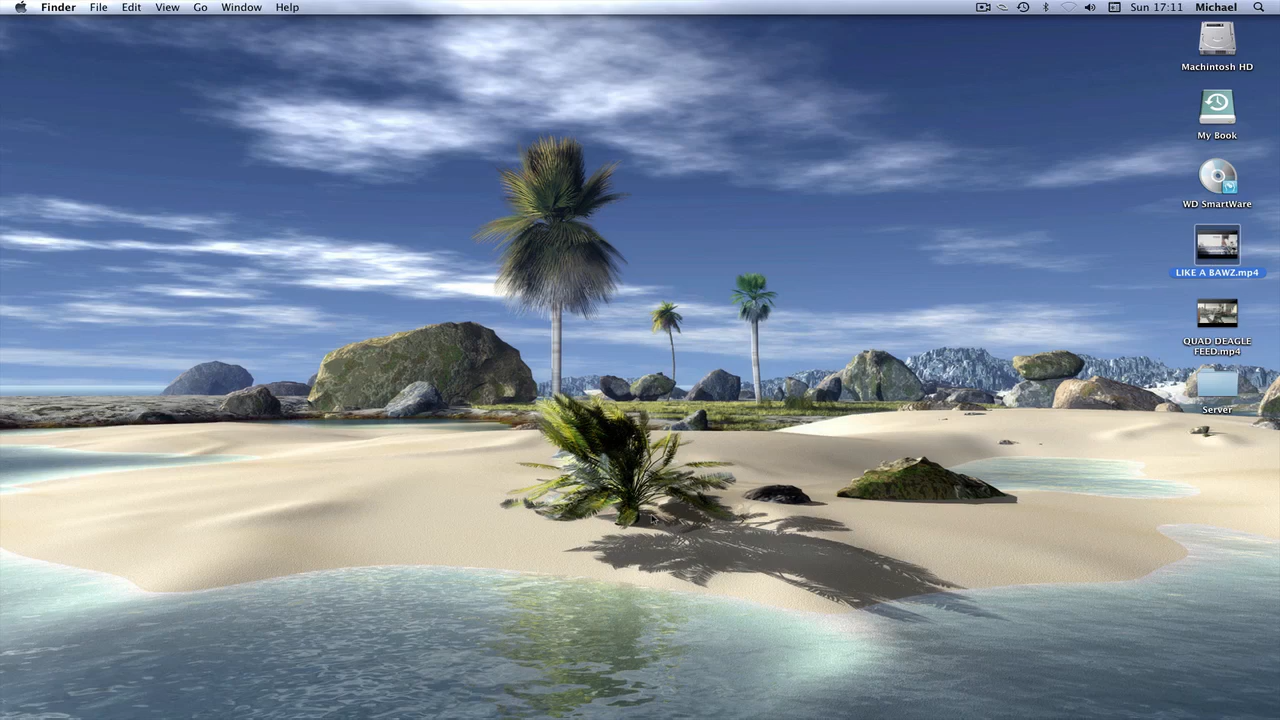 Finder File Edit View Go Window Help Sun 17:11 Michael
Machintosh HD
My Book
WD SmartWare
LIKE A BAWZ.mp4
QUAD DEAGLE
FEED.mp4
Server